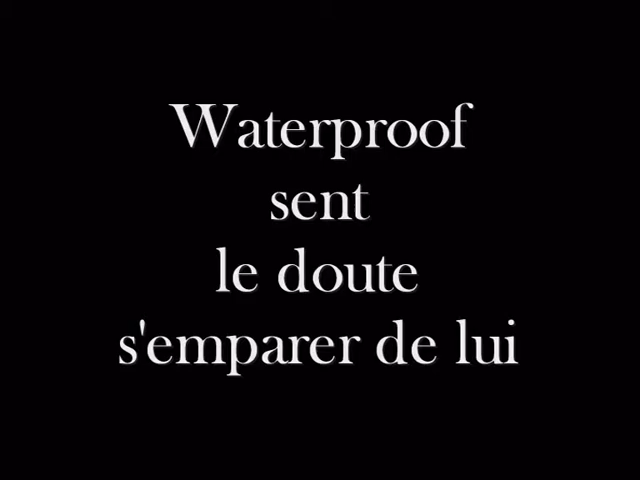 Waterproof
sent
le doute
s'emparer de lui